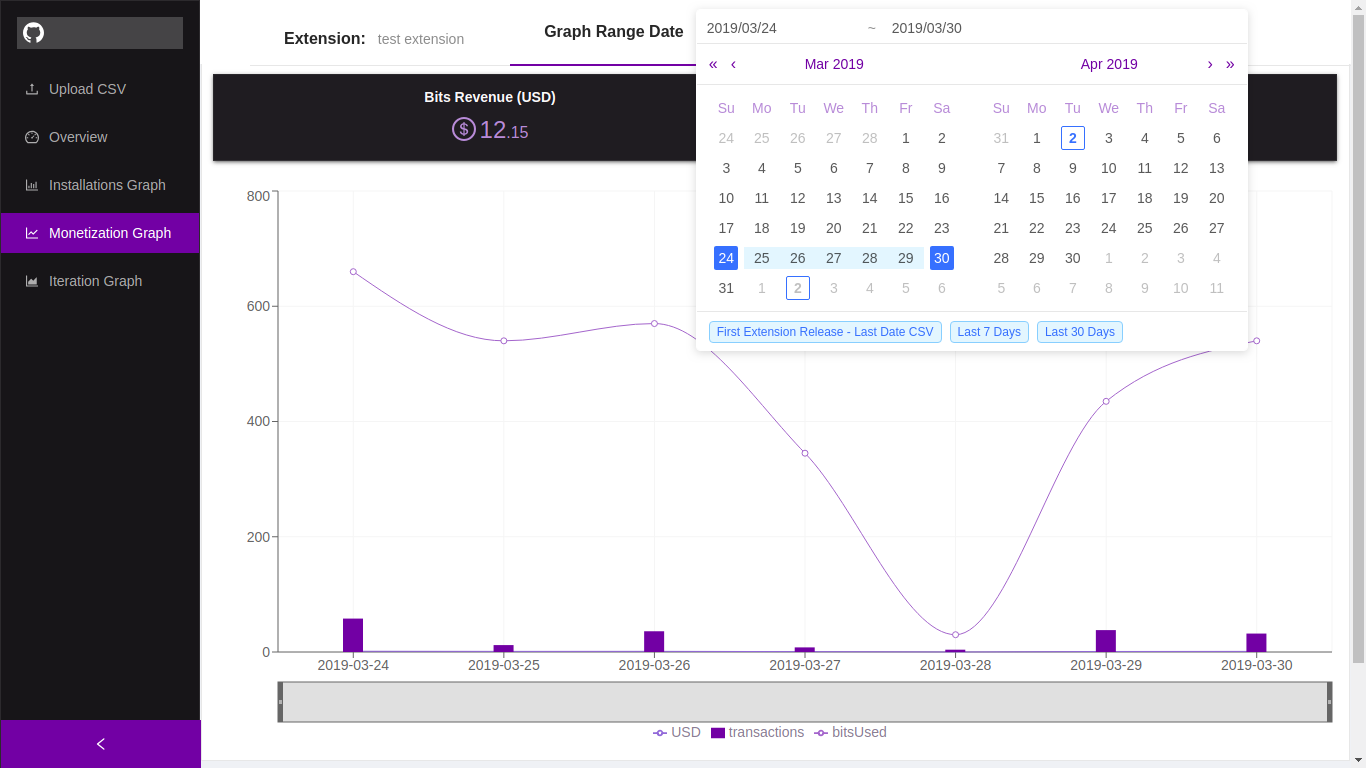 Extension: test extension
Graph Range Date
2019/03/24 ~ 2019/03/30
« ‹ Mar 2019 Apr 2019 › »
Su Mo Tu We Th Fr Sa
24 25 26 27 28 1 2
3 4 5 6 7 8 9
10 11 12 13 14 15 16
17 18 19 20 21 22 23
24 25 26 27 28 29 30
31 1 2 3 4 5 6
Su Mo Tu We Th Fr Sa
31 1 2 3 4 5 6
7 8 9 10 11 12 13
14 15 16 17 18 19 20
21 22 23 24 25 26 27
28 29 30 1 2 3 4
5 6 7 8 9 10 11
First Extension Release - Last Date CSV Last 7 Days Last 30 Days
Upload CSV
Overview
Installations Graph
Monetization Graph
Iteration Graph
Bits Revenue (USD)
$ 12.15
800
600
400
200
0
2019-03-24 2019-03-25 2019-03-26 2019-03-27 2019-03-28 2019-03-29 2019-03-30
USD transactions bitsUsed